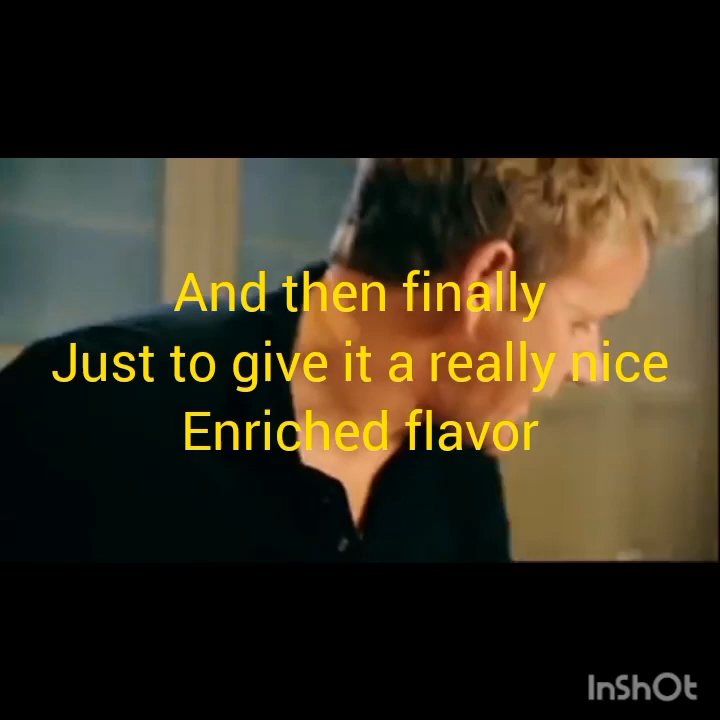 And then finally
Just to give it a really nice
Enriched flavor
InShOt